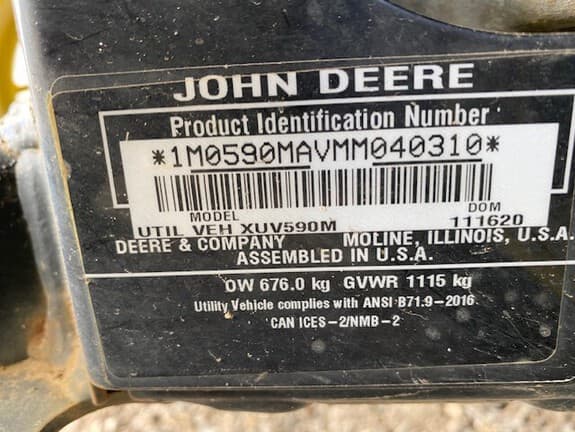 JOHN DEERE
Product Identification Number
*1M0590MAVMM040310*
MODEL DOM
UTIL VEH XUV590M 111620
DEERE & COMPANY MOLINE, ILLINOIS, U.S.A.
ASSEMBLED IN U.S.A.
OW 676.0 kg GVWR 1115 kg
Utility Vehicle complies with ANSI B71.9-2016
CAN ICES-2/NMB-2